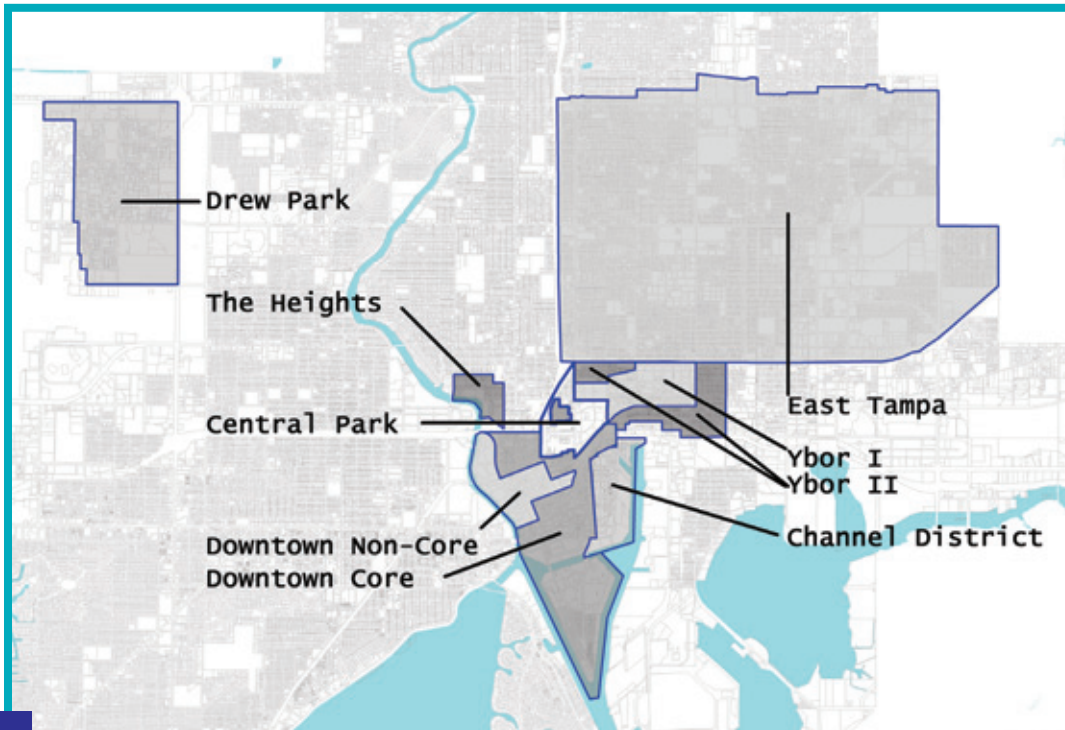 Drew Park
The Heights
Central Park
East Tampa
Ybor I
Ybor II
Channel District
Downtown Non-Core
Downtown Core